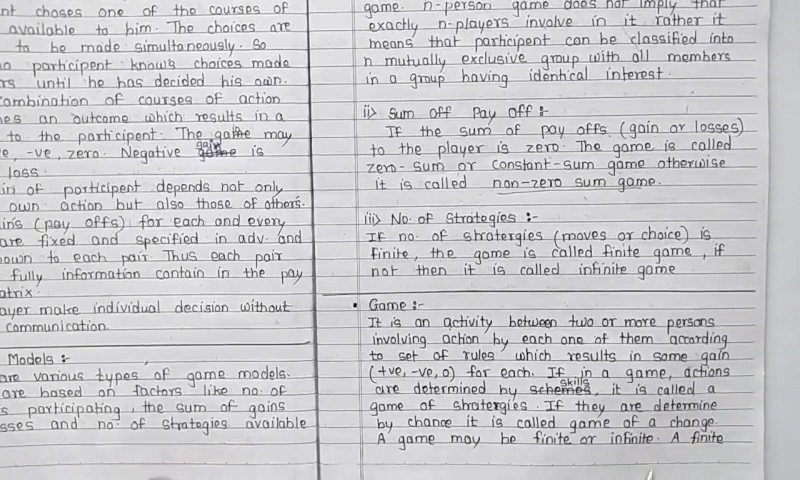 nt choses one of the courses of
available to him. The choices are
to be made simultaneously. So
no participent knows choices made
rs until he has decided his own.
combination of courses of action
nes an outcome which results in a
to the participent. The game may
e, -ve, zero. Negative gain is
loss.
in of participent depends not only
own action but also those of others.
ins (pay offs) for each and every
are fixed and specified in adv. and
nown to each pair. Thus each pair
fully information contain in the pay
atrix.
ayer make individual decision without
communication.
Models :-
are various types of game models.
are based on factors like no. of
s participating, the sum of gains
sses and no. of strategies available
game. n-person game does not imply that
exactly n-players involve in it rather it
means that participent can be classified into
n mutually exclusive group with all members
in a group having identical interest.
ii) Sum off Pay off :-
If the sum of pay offs (gain or losses)
to the player is zero. The game is called
zero-sum or constant-sum game otherwise
it is called non-zero sum game.
iii) No. of Strategies :-
If no. of stratergies (moves or choice) is
finite, the game is called finite game, if
not then it is called infinite game
• Game :-
It is an activity between two or more persons
involving action by each one of them according
to set of rules which results in some gain
(+ve, -ve, 0) for each. If in a game, actions
are determined by skills, it is called a
game of stratergies. If they are determine
by chance it is called game of a change.
A game may be finite or infinite. A finite